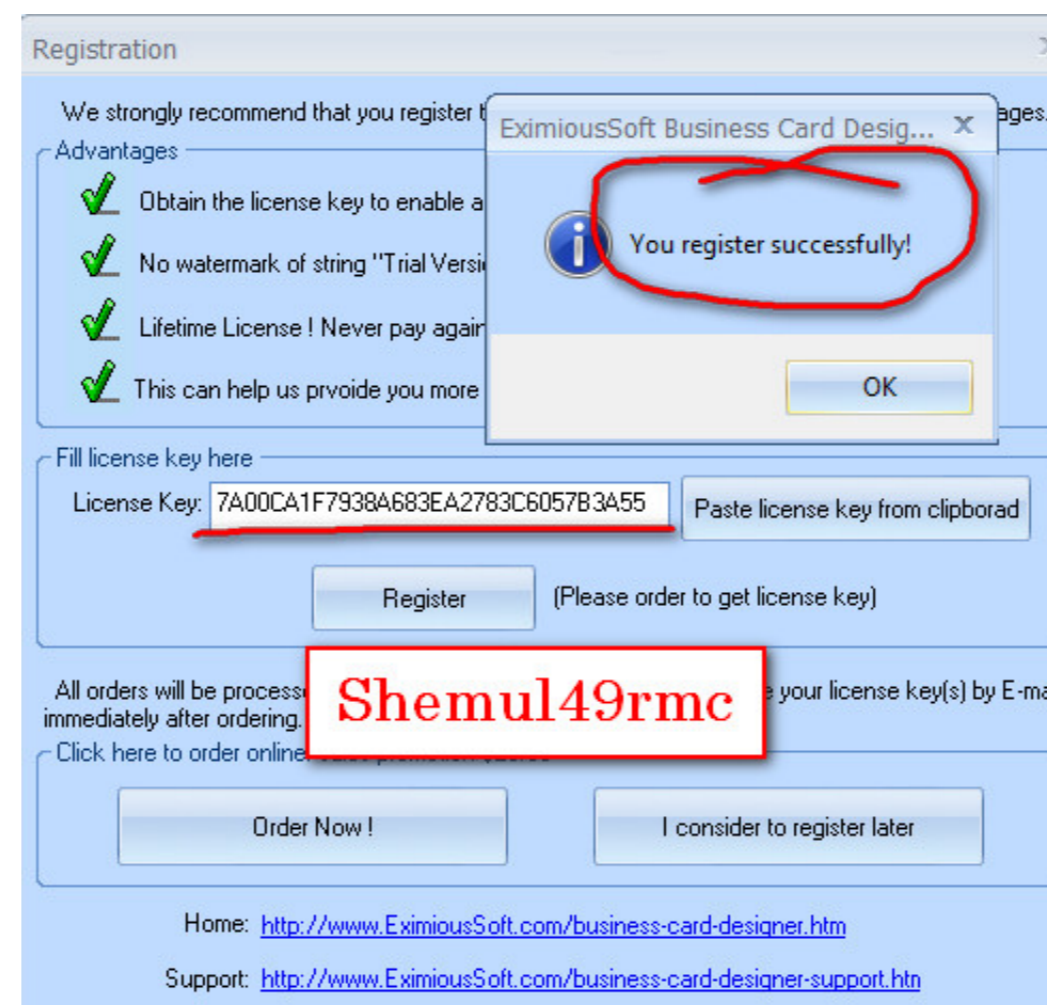 Registration
We strongly recommend that you register
EximiousSoft Business Card Desig... X
ages.
Advantages
Obtain the license key to enable a
You register successfully!
No watermark of string "Trial
Lifetime License ! Never pay again
This can help us prvoide you more
OK
Fill license key here
License Key: 7A00CA1F7938A683EA2783C6057B3A55 Paste license key from clipborad
Register (Please order to get license key)
All orders will be your license key(s) by
Shemul49rmc
immediately after ordering.
Click here to order online.
Order Now ! I consider to register later
Home: http://www.EximiousSoft.com/business-card-designer.htm
Support: http://www.EximiousSoft.com/business-card-designer-support.htn